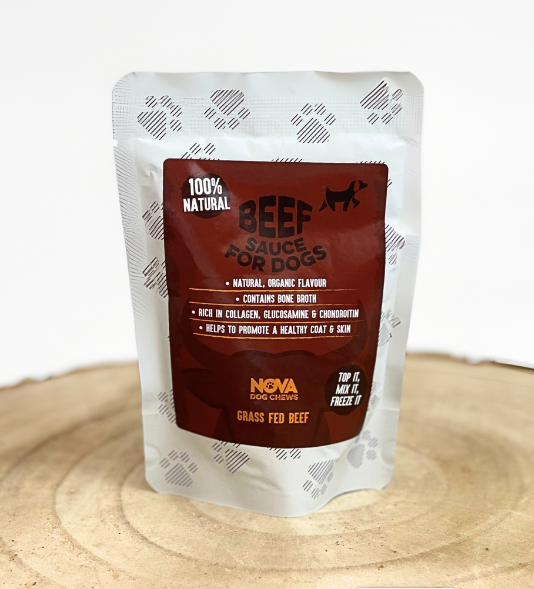 100%
NATURAL
BEEF
SAUCE
FOR DOGS
• NATURAL, ORGANIC FLAVOUR
• CONTAINS BONE BROTH
• RICH IN COLLAGEN, GLUCOSAMINE & CHONDROITIN
• HELPS TO PROMOTE A HEALTHY COAT & SKIN
NOVA
DOG CHEWS
GRASS FED BEEF
TOP IT,
MIX IT,
FREEZE IT